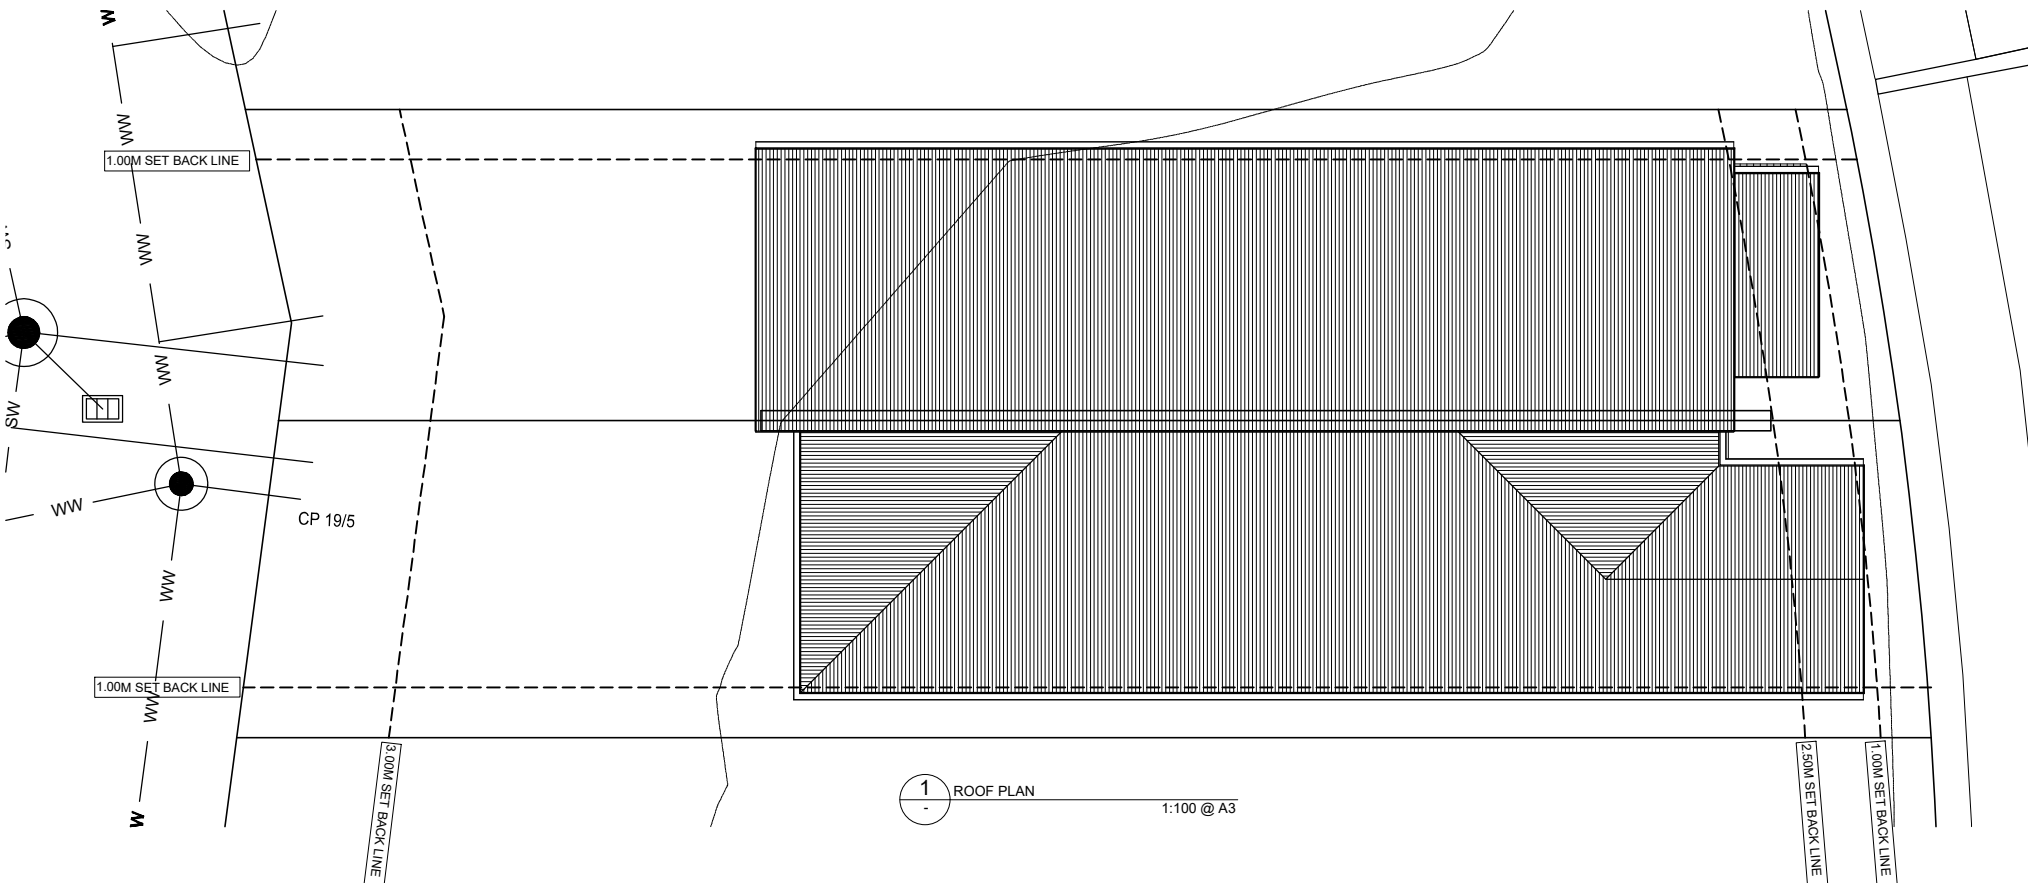 W
WW
1.00M SET BACK LINE
WW
WW
SW
WW
CP 19/5
WW
1.00M SET BACK LINE
WW
W
3.00M SET BACK LINE
1
ROOF PLAN
-
1:100 @ A3
2.50M SET BACK LINE
1.00M SET BACK LINE